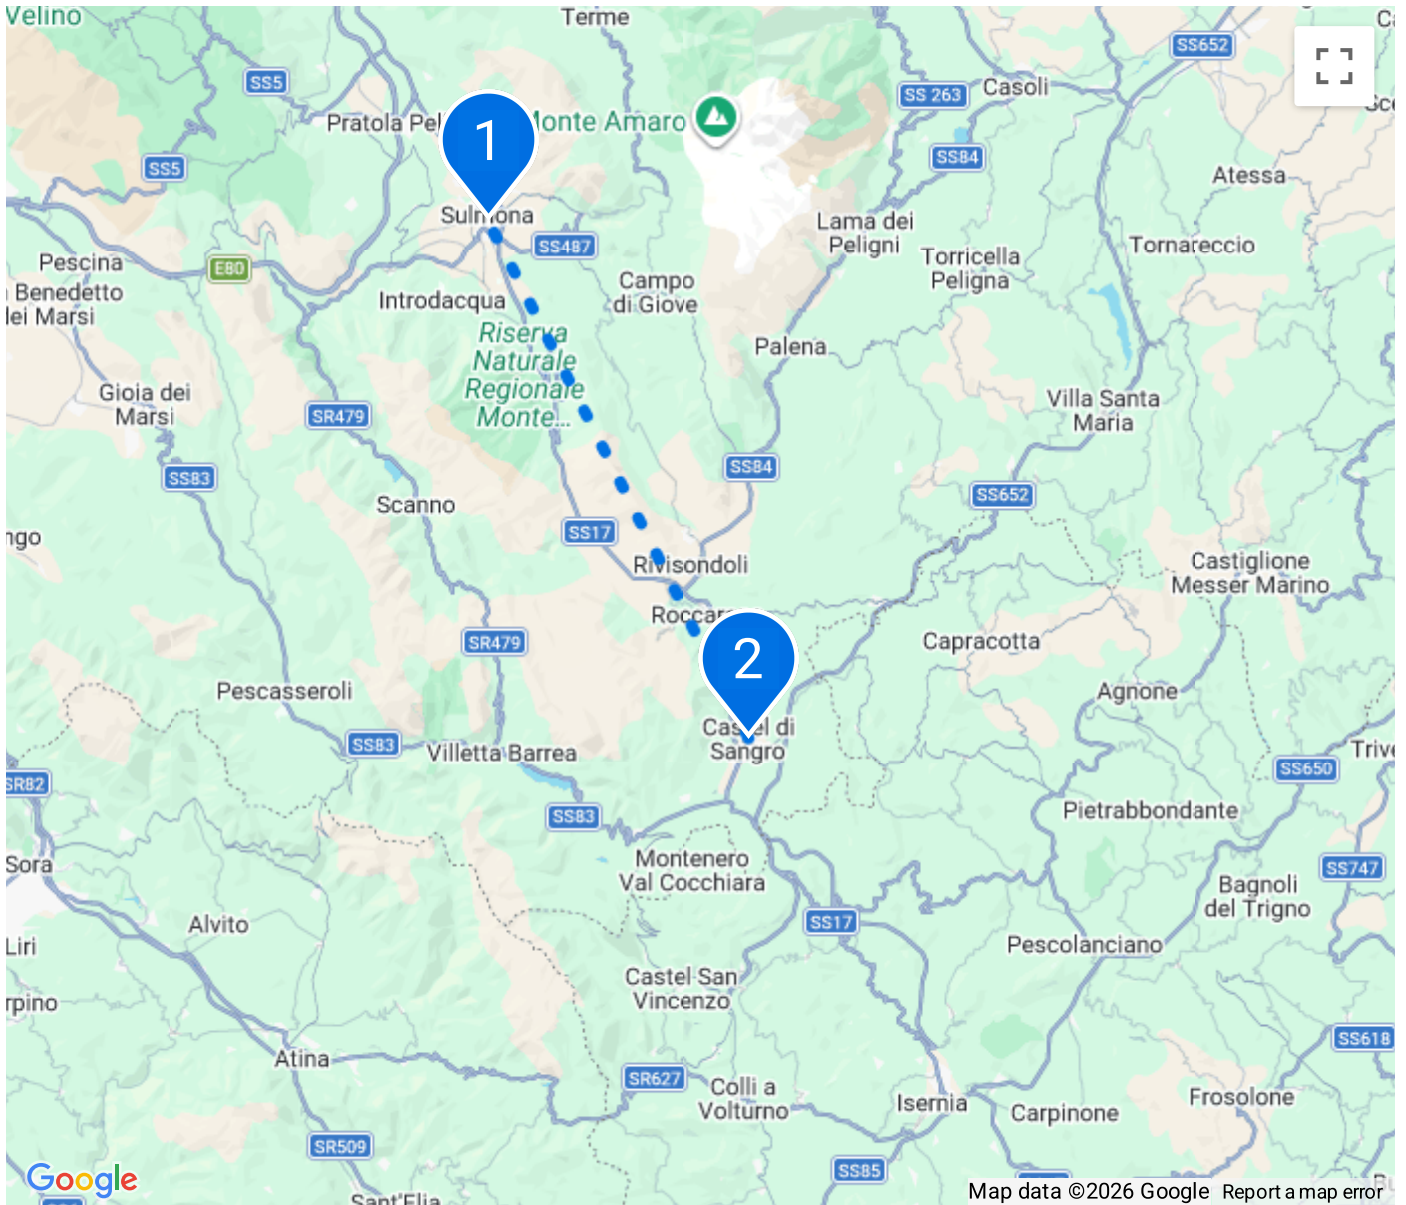 Velino
Terme
SS652
SS5
SS 263
Casoli
Pratola Pel
Monte Amaro
1
SS5
SS84
Atessa
Sulmona
SS487
Lama dei
Peligni
Tornareccio
Pescina
E80
Torricella
Peligna
Campo
di Giove
Benedetto
dei Marsi
Introdacqua
Riserva
Naturale
Regionale
Monte...
Palena
Gioia dei
Marsi
SR479
Villa Santa
Maria
SS83
SS84
SS652
Scanno
SS17
ngo
Rivisondoli
Castiglione
Messer Marino
Roccar
SR479
2
Capracotta
Pescasseroli
Agnone
Castel di
Sangro
SS83
Villetta Barrea
Trive
SS650
SR82
SS83
Pietrabbondante
Sora
Montenero
Val Cocchiara
SS747
Bagnoli
del Trigno
Alvito
SS17
Liri
Pescolanciano
Castel San
Vincenzo
rpino
SS618
Atina
SR627
Colli a
Volturno
Isernia
Carpinone
Frosolone
SR509
SS85
Google
Sant'Elia
Map data ©2026 Google
Report a map error